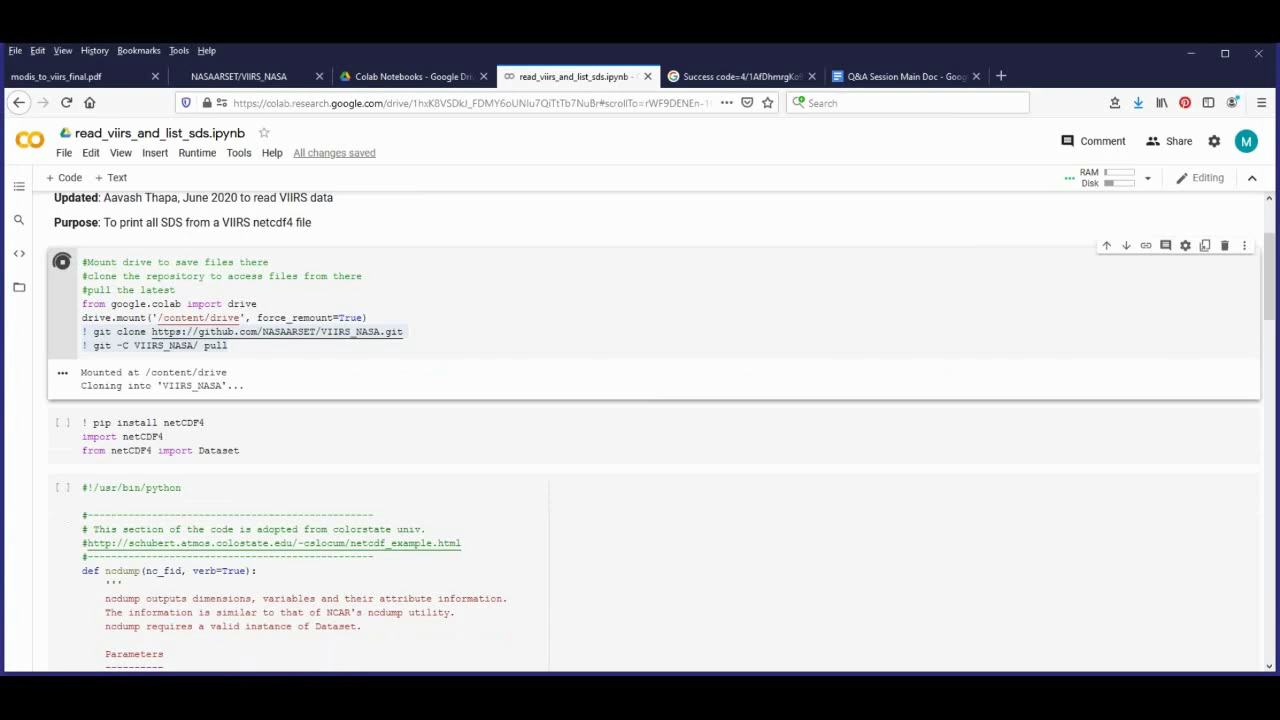 File Edit View History Bookmarks Tools Help
modis_to_viirs_final.pdf
NASAARSET/VIIRS_NASA
Colab Notebooks - Google Dri
read_viirs_and_list_sds.ipynb -
Success code=4/1AfDhmrgKo
Q&A Session Main Doc - Goog
Search
CO
read_viirs_and_list_sds.ipynb
File Edit View Insert Runtime Tools Help All changes saved
Comment
Share
M
+ Code + Text
RAM
Disk
Editing
Updated: Aavash Thapa, June 2020 to read VIIRS data
Purpose: To print all SDS from a VIIRS netcdf4 file
#Mount drive to save files there
#clone the repository to access files from there
#pull the latest
from google.colab import drive
drive.mount('/content/drive', force_remount=True)
! git clone https://github.com/NASAARSET/VIIRS_NASA.git
! git -C VIIRS_NASA/ pull
Mounted at /content/drive
Cloning into 'VIIRS_NASA'...
[ ] ! pip install netCDF4
import netCDF4
from netCDF4 import Dataset
[ ] #!/usr/bin/python
#-------------------------------------------------
# This section of the code is adopted from colorstate univ.
#http://schubert.atmos.colostate.edu/~cslocum/netcdf_example.html
#-------------------------------------------------
def ncdump(nc_fid, verb=True):
'''
ncdump outputs dimensions, variables and their attribute information.
The information is similar to that of NCAR's ncdump utility.
ncdump requires a valid instance of Dataset.
Parameters
----------